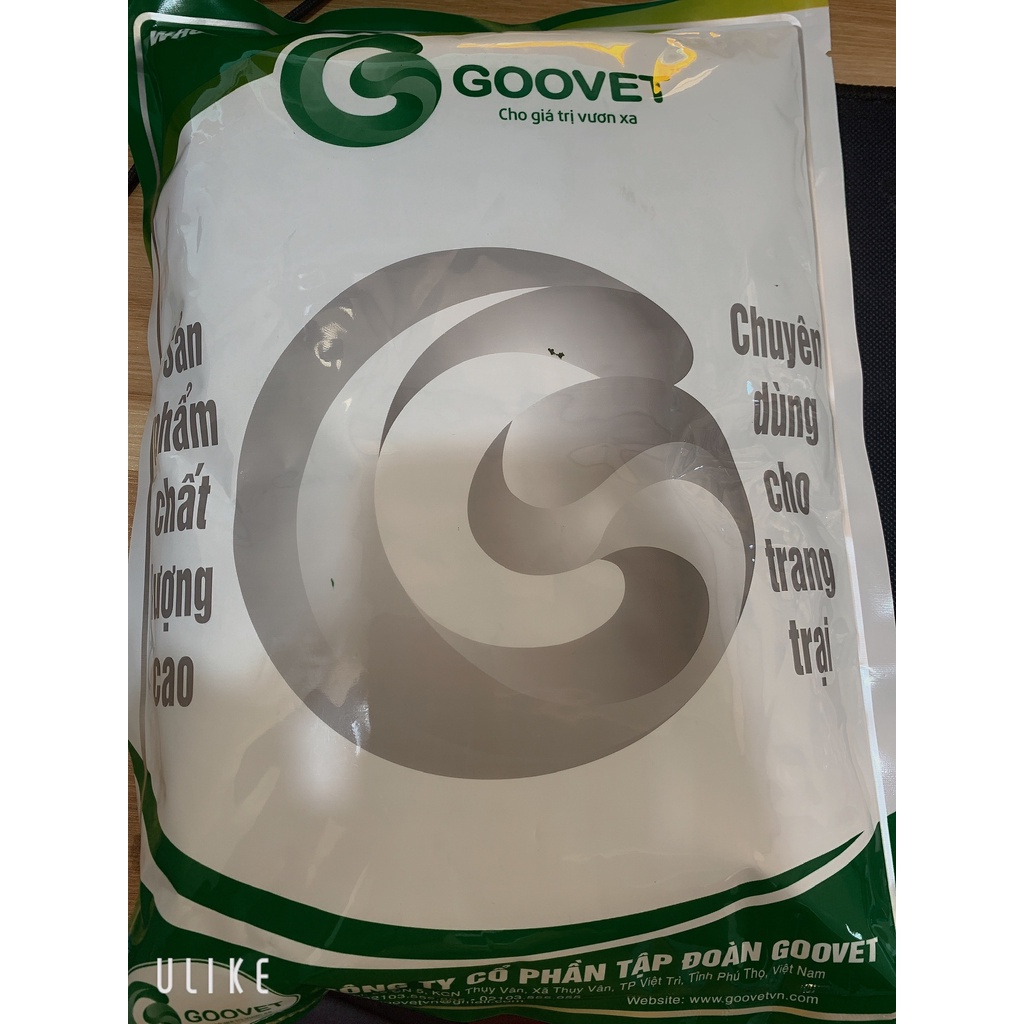 GOOVET
Cho giá trị vươn xa
Sản
phẩm
chất
lượng
cao
Chuyên
dùng
cho
trang
trại
CÔNG TY CỔ PHẦN TẬP ĐOÀN GOOVET
KCN Thụy Vân, Xã Thụy Vân, TP Việt Trì, Tỉnh Phú Thọ, Việt Nam
Website: www.goovetvn.com
GOOVET
ULIKE